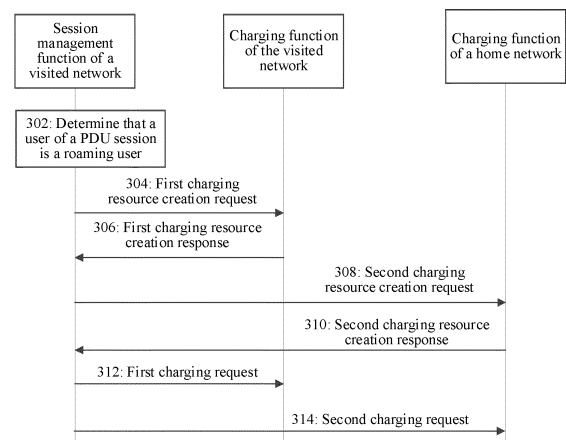 Session
management
function of a
visited network
Charging function
of the visited
network
Charging function
of a home network
302: Determine that a
user of a PDU session
is a roaming user
304: First charging
resource creation request
306: First charging resource
creation response
308: Second charging
resource creation request
310: Second charging resource
creation response
312: First charging request
314: Second charging request